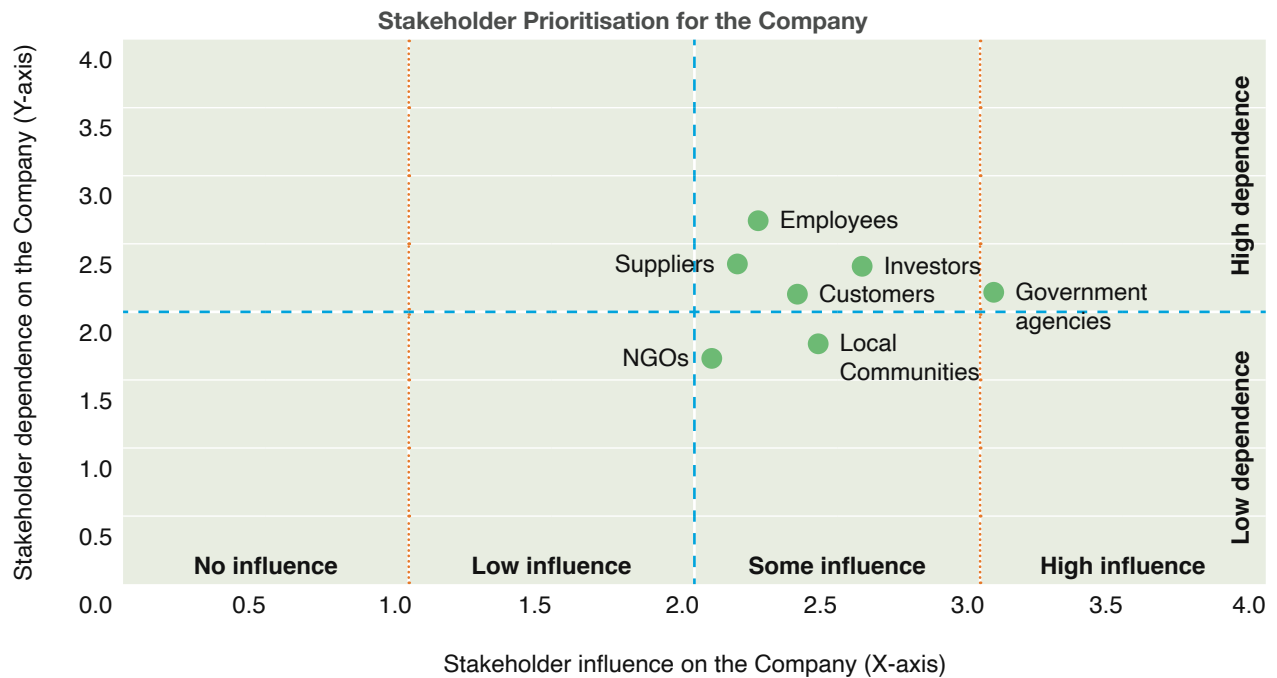 Stakeholder Prioritisation for the Company
Stakeholder dependence on the Company (Y-axis)
4.0
3.5
3.0
2.5
2.0
1.5
1.0
0.5
High dependence
Low dependence
Employees
Suppliers
Investors
Customers
Government
agencies
NGOs
Local
Communities
No influence
Low influence
Some influence
High influence
0.0
0.5
1.0
1.5
2.0
2.5
3.0
3.5
4.0
Stakeholder influence on the Company (X-axis)